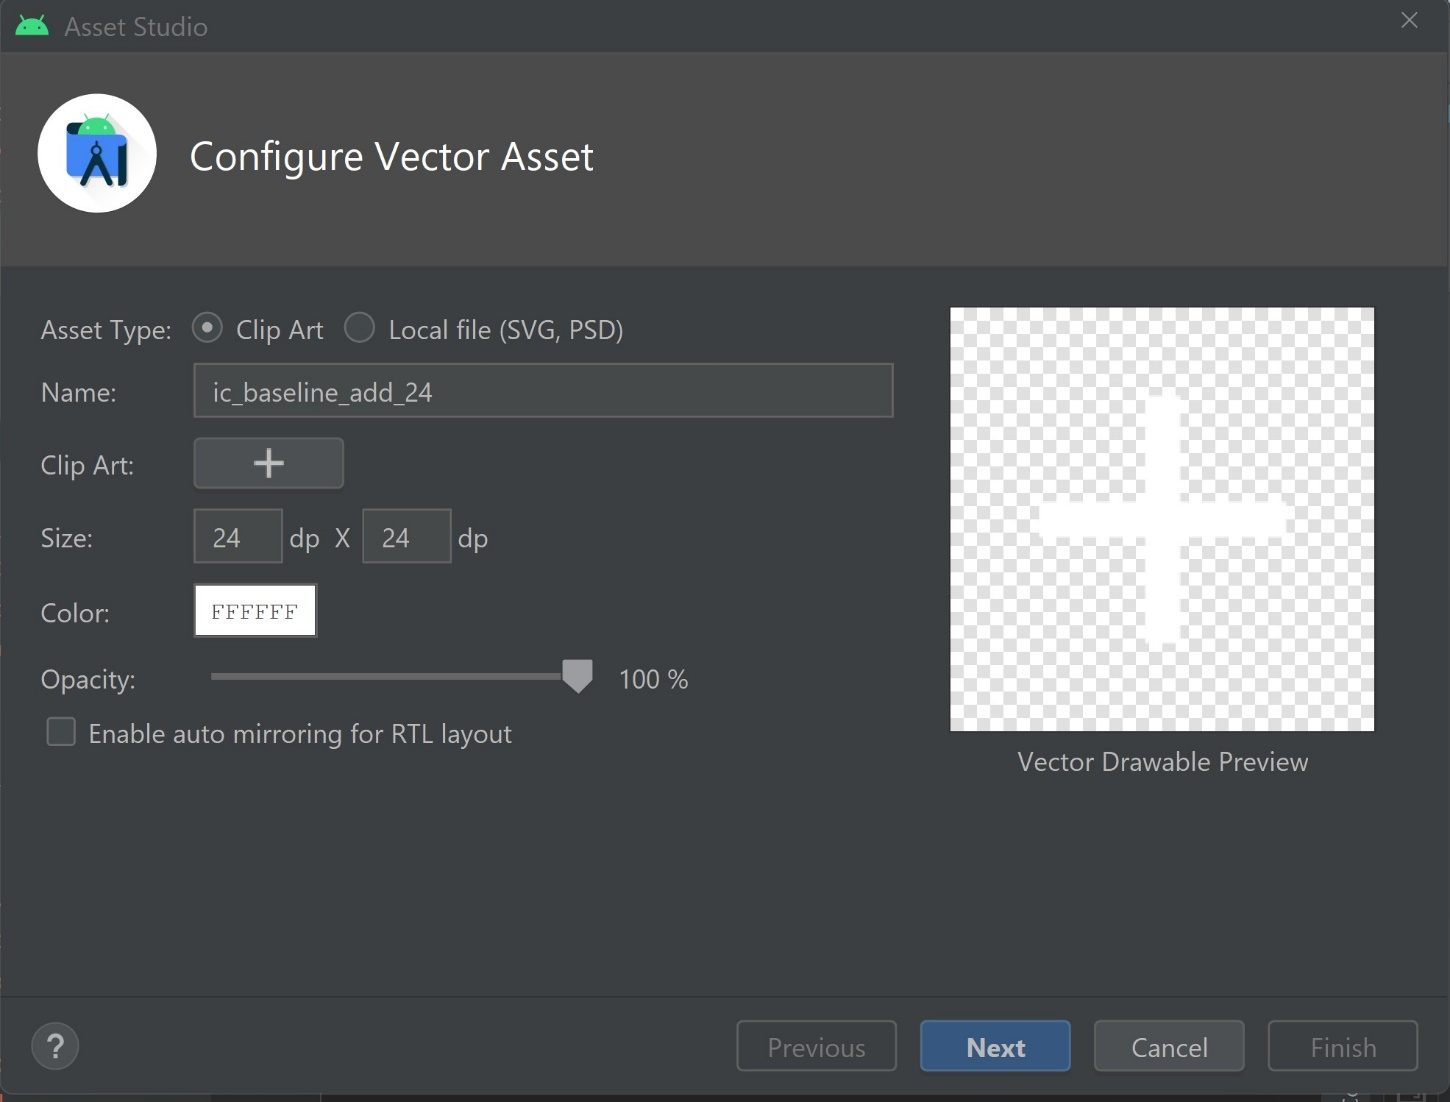 Asset Studio
Configure Vector Asset
Asset Type: Clip Art Local file (SVG, PSD)
Name: ic_baseline_add_24
Clip Art:
Size: 24 dp X 24 dp
Color: FFFFFF
Opacity: 100 %
Enable auto mirroring for RTL layout
Vector Drawable Preview
? Previous Next Cancel Finish